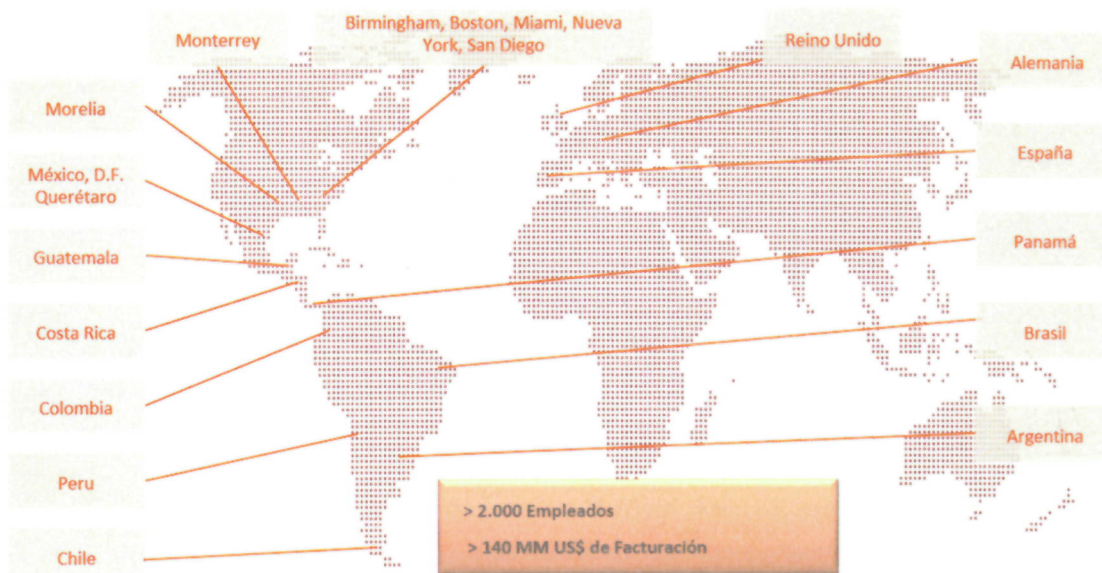 Birmingham, Boston, Miami, Nueva
York, San Diego
Monterrey
Reino Unido
Alemania
Morelia
España
México, D.F.
Querétaro
Panamá
Guatemala
Costa Rica
Brasil
Colombia
Argentina
Peru
Chile
> 2.000 Empleados
> 140 MM US$ de Facturación